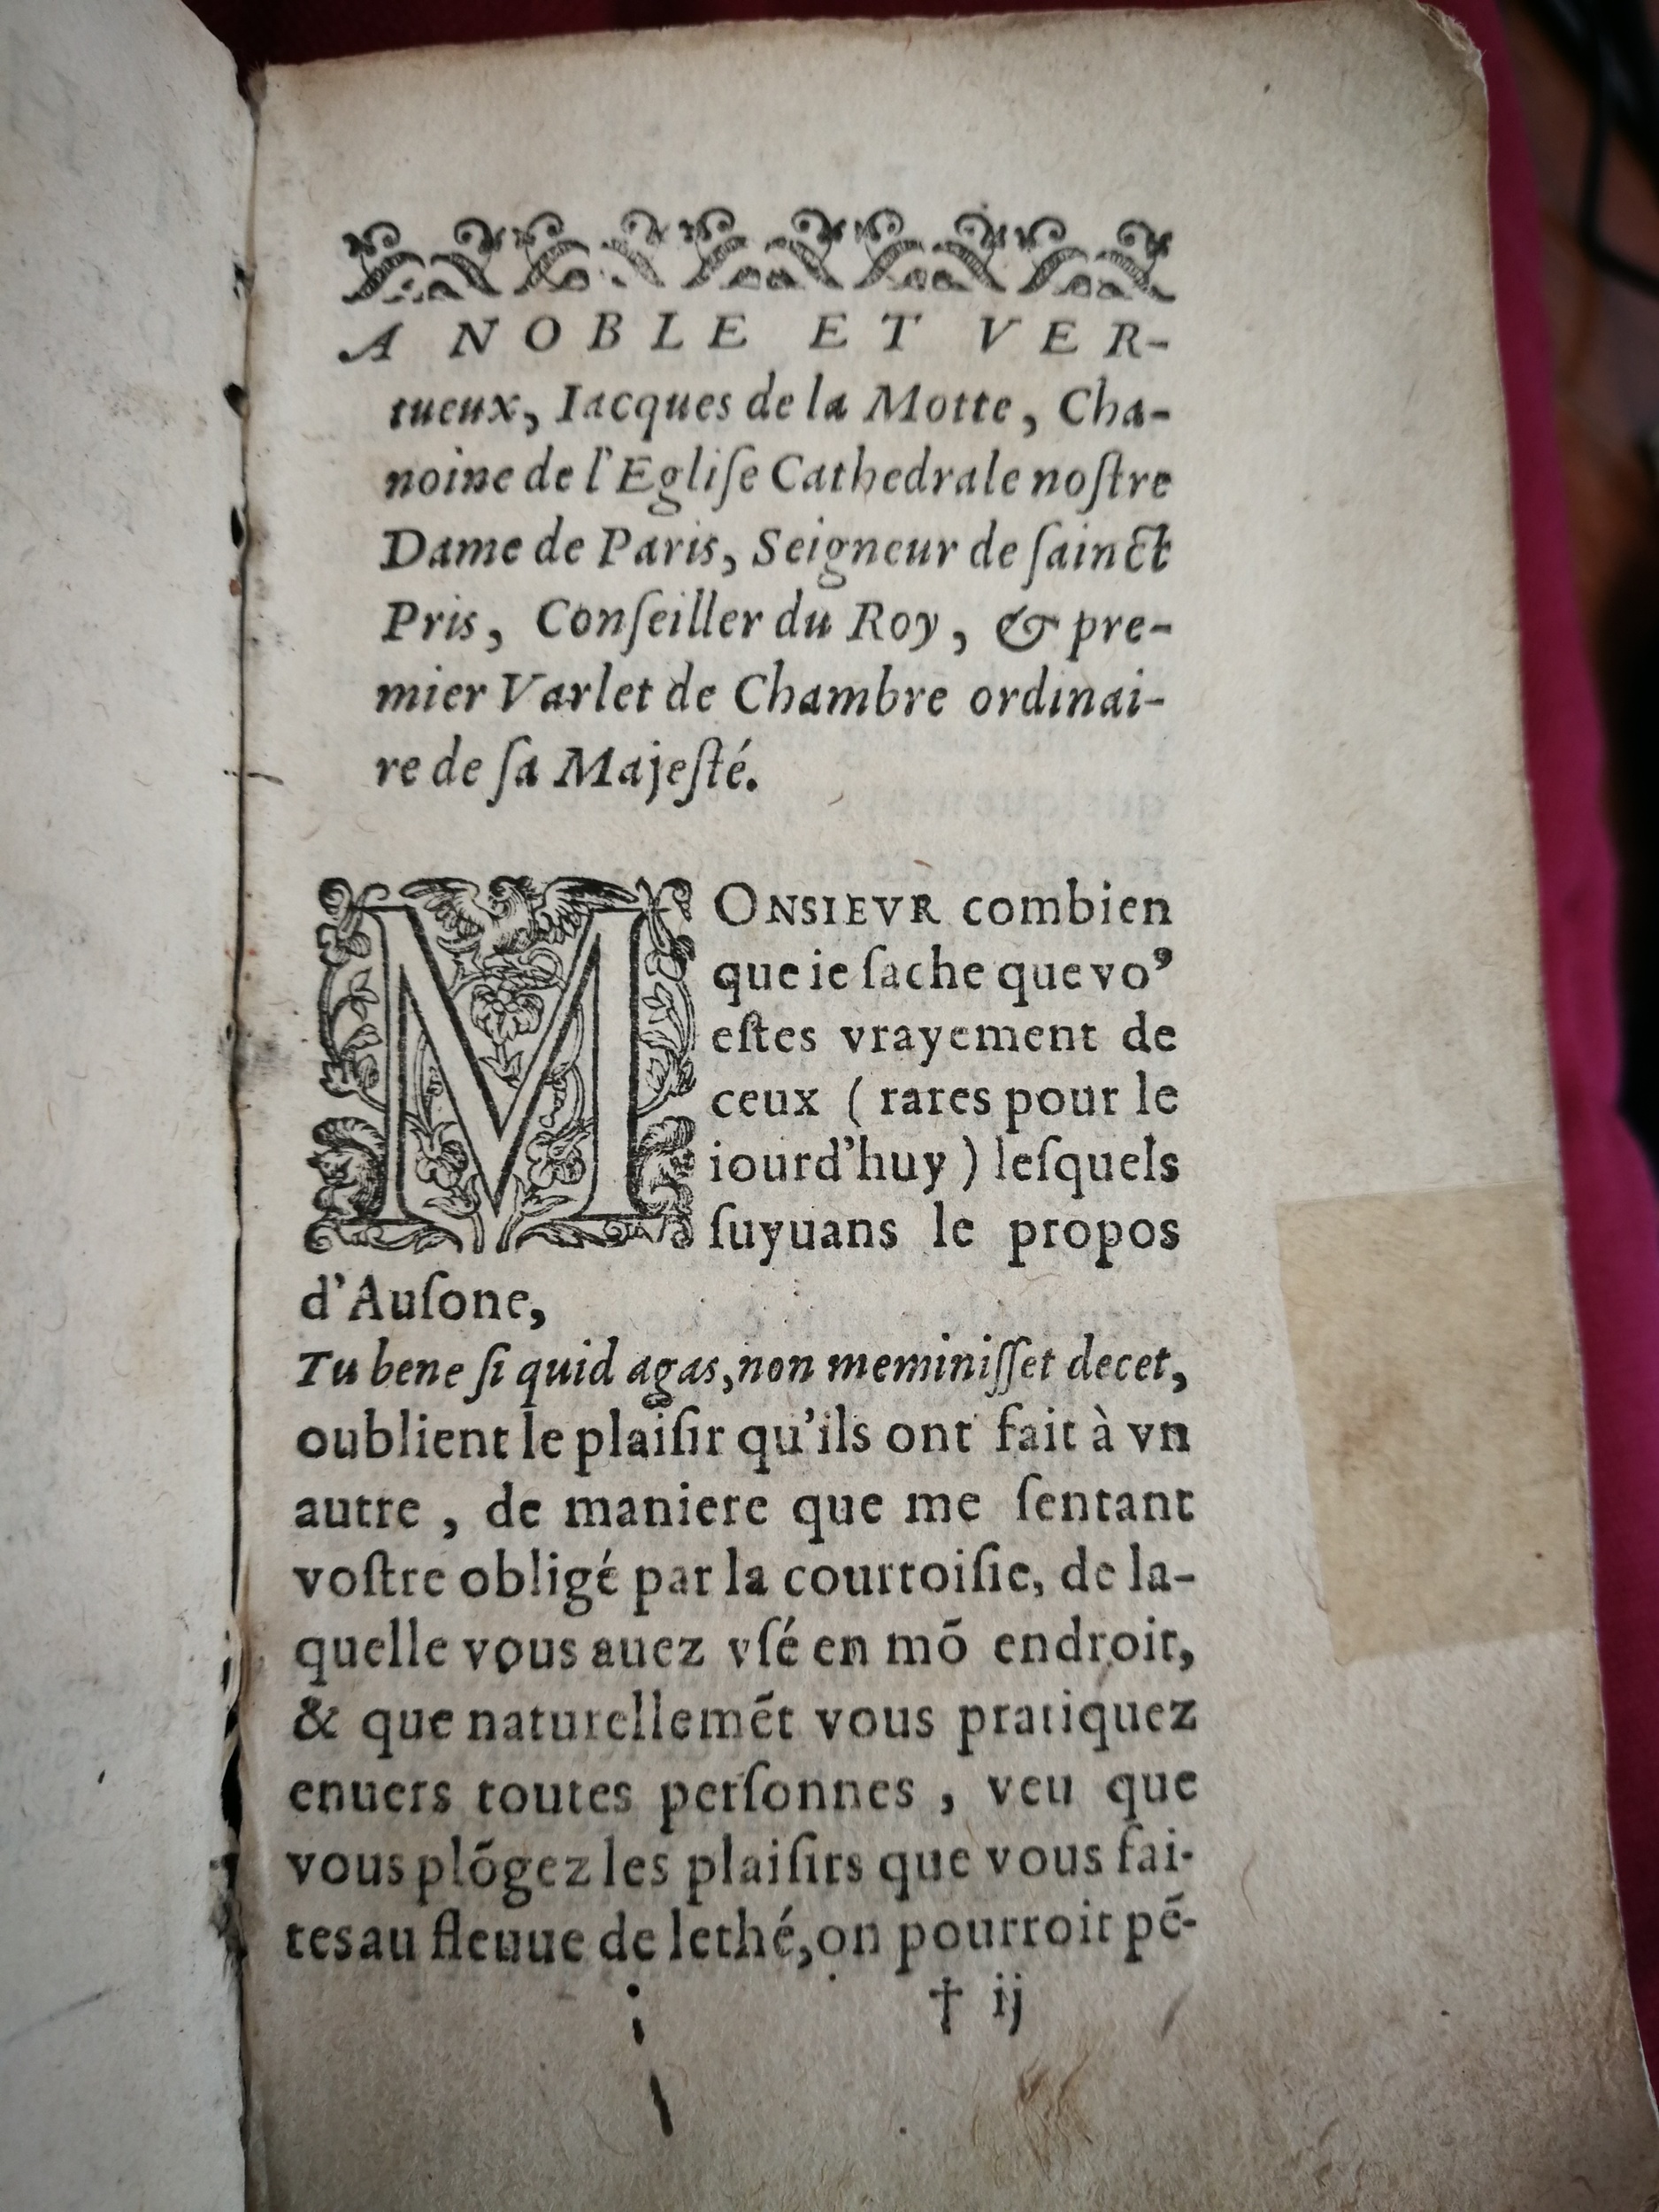 A NOBLE ET VER-
tueux, Iacques de la Motte, Cha-
noine de l'Egliſe Cathedrale noſtre
Dame de Paris, Seigneur de ſainct
Pris, Conſeiller du Roy, & pre-
mier Varlet de Chambre ordinai-
re de ſa Majeſté.
MONSIEVR combien
que ie ſache que vo⁹
eſtes vrayement de
ceux ( rares pour le
iourd'huy ) leſquels
ſuyuans le propos
d'Auſone,
Tu bene ſi quid agas, non meminiſſet decet,
oublient le plaiſir qu'ils ont fait à vn
autre , de maniere que me ſentant
voſtre obligé par la courtoiſie, de la-
quelle vous auez vſé en mõ endroit,
& que naturellemẽt vous pratiquez
enuers toutes perſonnes , veu que
vous plõgez les plaiſirs que vous fai-
tes au fleuue de lethé, on pourroit pẽ-
† ij